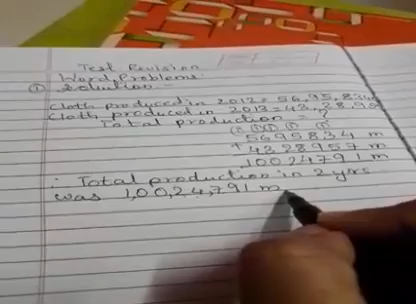 Test Revision
Word Problems
① Solution -
Cloth produced in 2012 = 56,95,834
Cloth produced in 2013 = 43,28,95
Total production = ?
5695834 m
+ 4328957 m
10024791 m
∴ Total production in 2 yrs
was 1,00,24,791 m